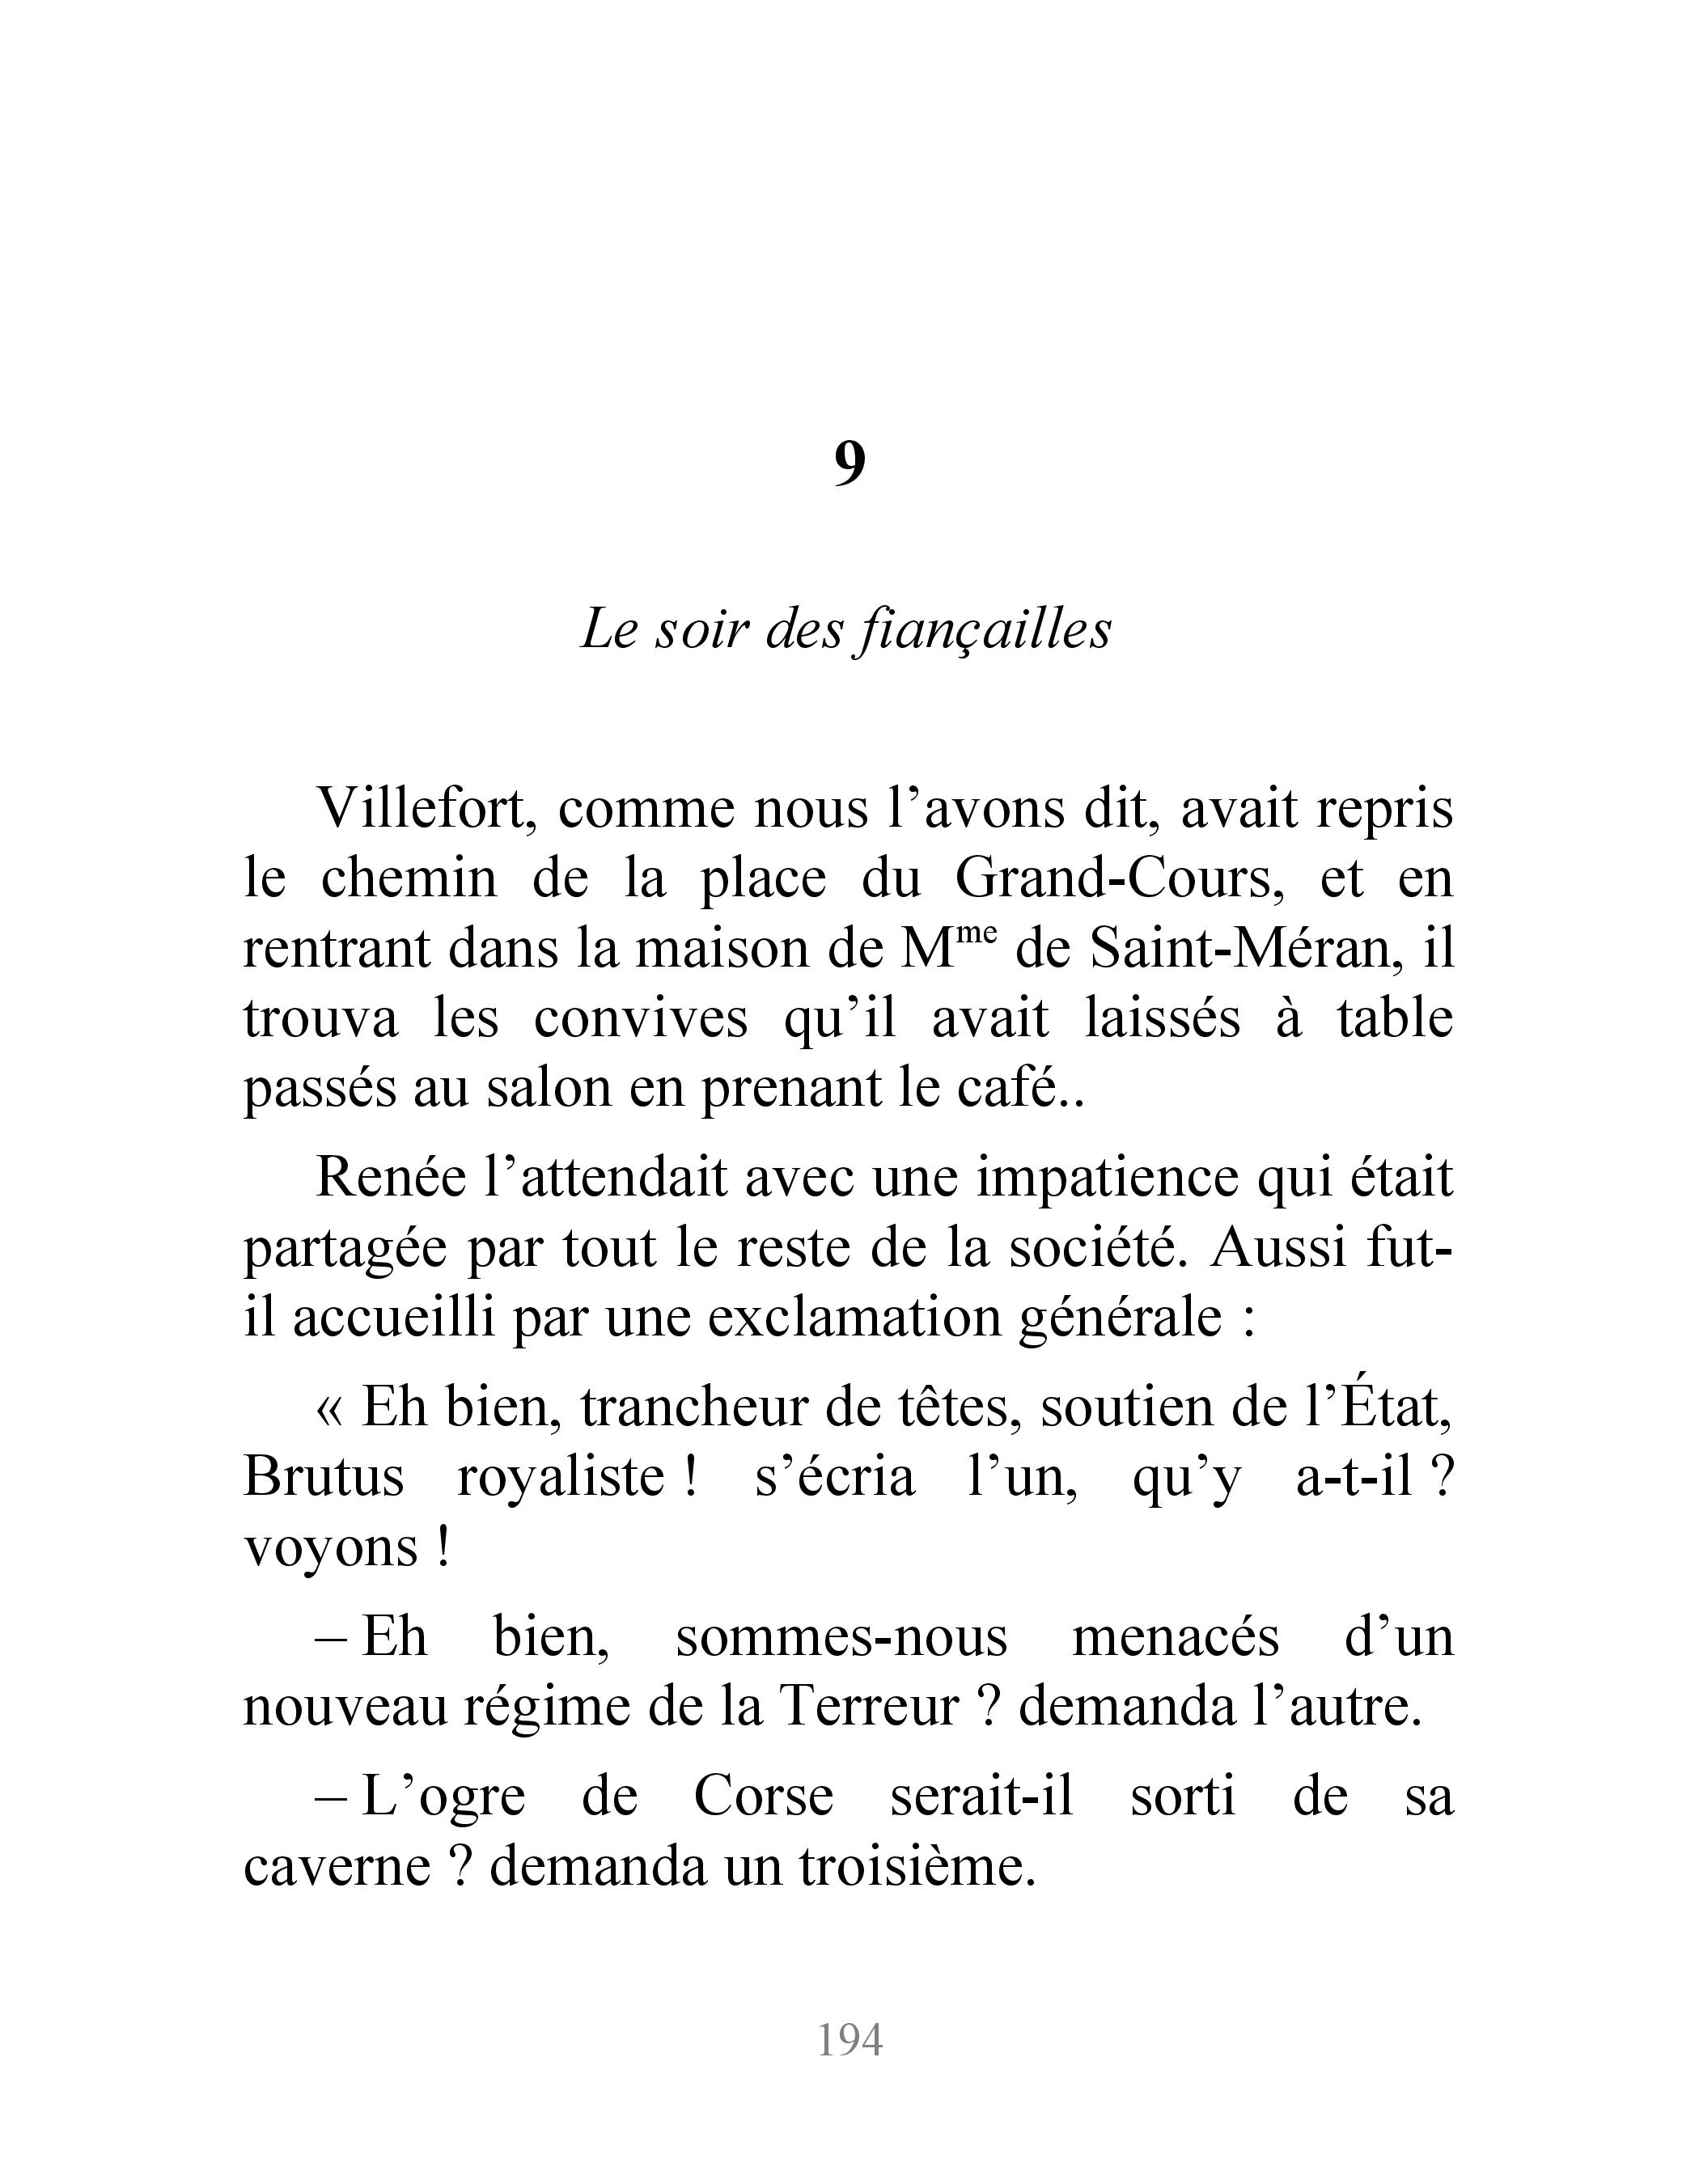 9
Le soir des fiançailles
Villefort, comme nous l’avons dit, avait repris
le chemin de la place du Grand-Cours, et en
rentrant dans la maison de Mme de Saint-Méran, il
trouva les convives qu’il avait laissés à table
passés au salon en prenant le café..
Renée l’attendait avec une impatience qui était
partagée par tout le reste de la société. Aussi fut-
il accueilli par une exclamation générale :
« Eh bien, trancheur de têtes, soutien de l’État,
Brutus royaliste ! s’écria l’un, qu’y a-t-il ?
voyons !
– Eh bien, sommes-nous menacés d’un
nouveau régime de la Terreur ? demanda l’autre.
– L’ogre de Corse serait-il sorti de sa
caverne ? demanda un troisième.
194